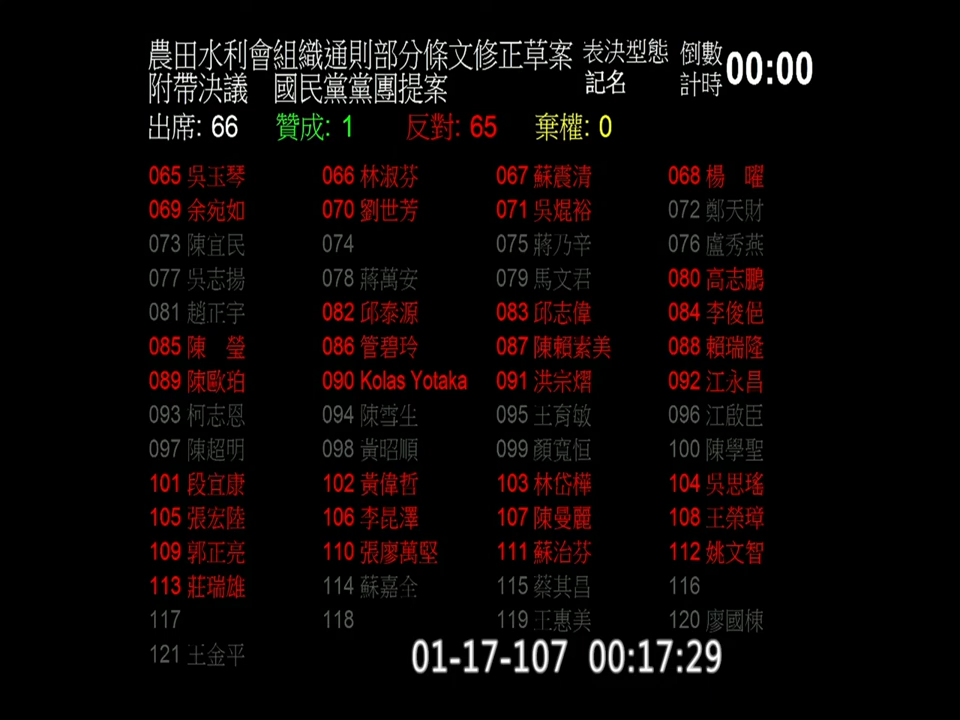 農田水利會組織通則部分條文修正草案 表決型態 倒數 00:00
附帶決議 國民黨黨團提案 記名 計時
出席: 66 贊成: 1 反對: 65 棄權: 0
065 吳玉琴 066 林淑芬 067 蘇震清 068 楊 曜
069 余宛如 070 劉世芳 071 吳焜裕 072 鄭天財
073 陳宜民 074 075 蔣乃辛 076 盧秀燕
077 吳志揚 078 蔣萬安 079 馬文君 080 高志鵬
081 趙正宇 082 邱泰源 083 邱志偉 084 李俊俋
085 陳 瑩 086 管碧玲 087 陳賴素美 088 賴瑞隆
089 陳歐珀 090 Kolas Yotaka 091 洪宗熠 092 江永昌
093 柯志恩 094 陳雪生 095 王育敏 096 江啟臣
097 陳超明 098 黃昭順 099 顏寬恒 100 陳學聖
101 段宜康 102 黃偉哲 103 林岱樺 104 吳思瑤
105 張宏陸 106 李昆澤 107 陳曼麗 108 王榮璋
109 郭正亮 110 張廖萬堅 111 蘇治芬 112 姚文智
113 莊瑞雄 114 蘇嘉全 115 蔡其昌 116
117 118 119 王惠美 120 廖國棟
121 王金平 01-17-107 00:17:29